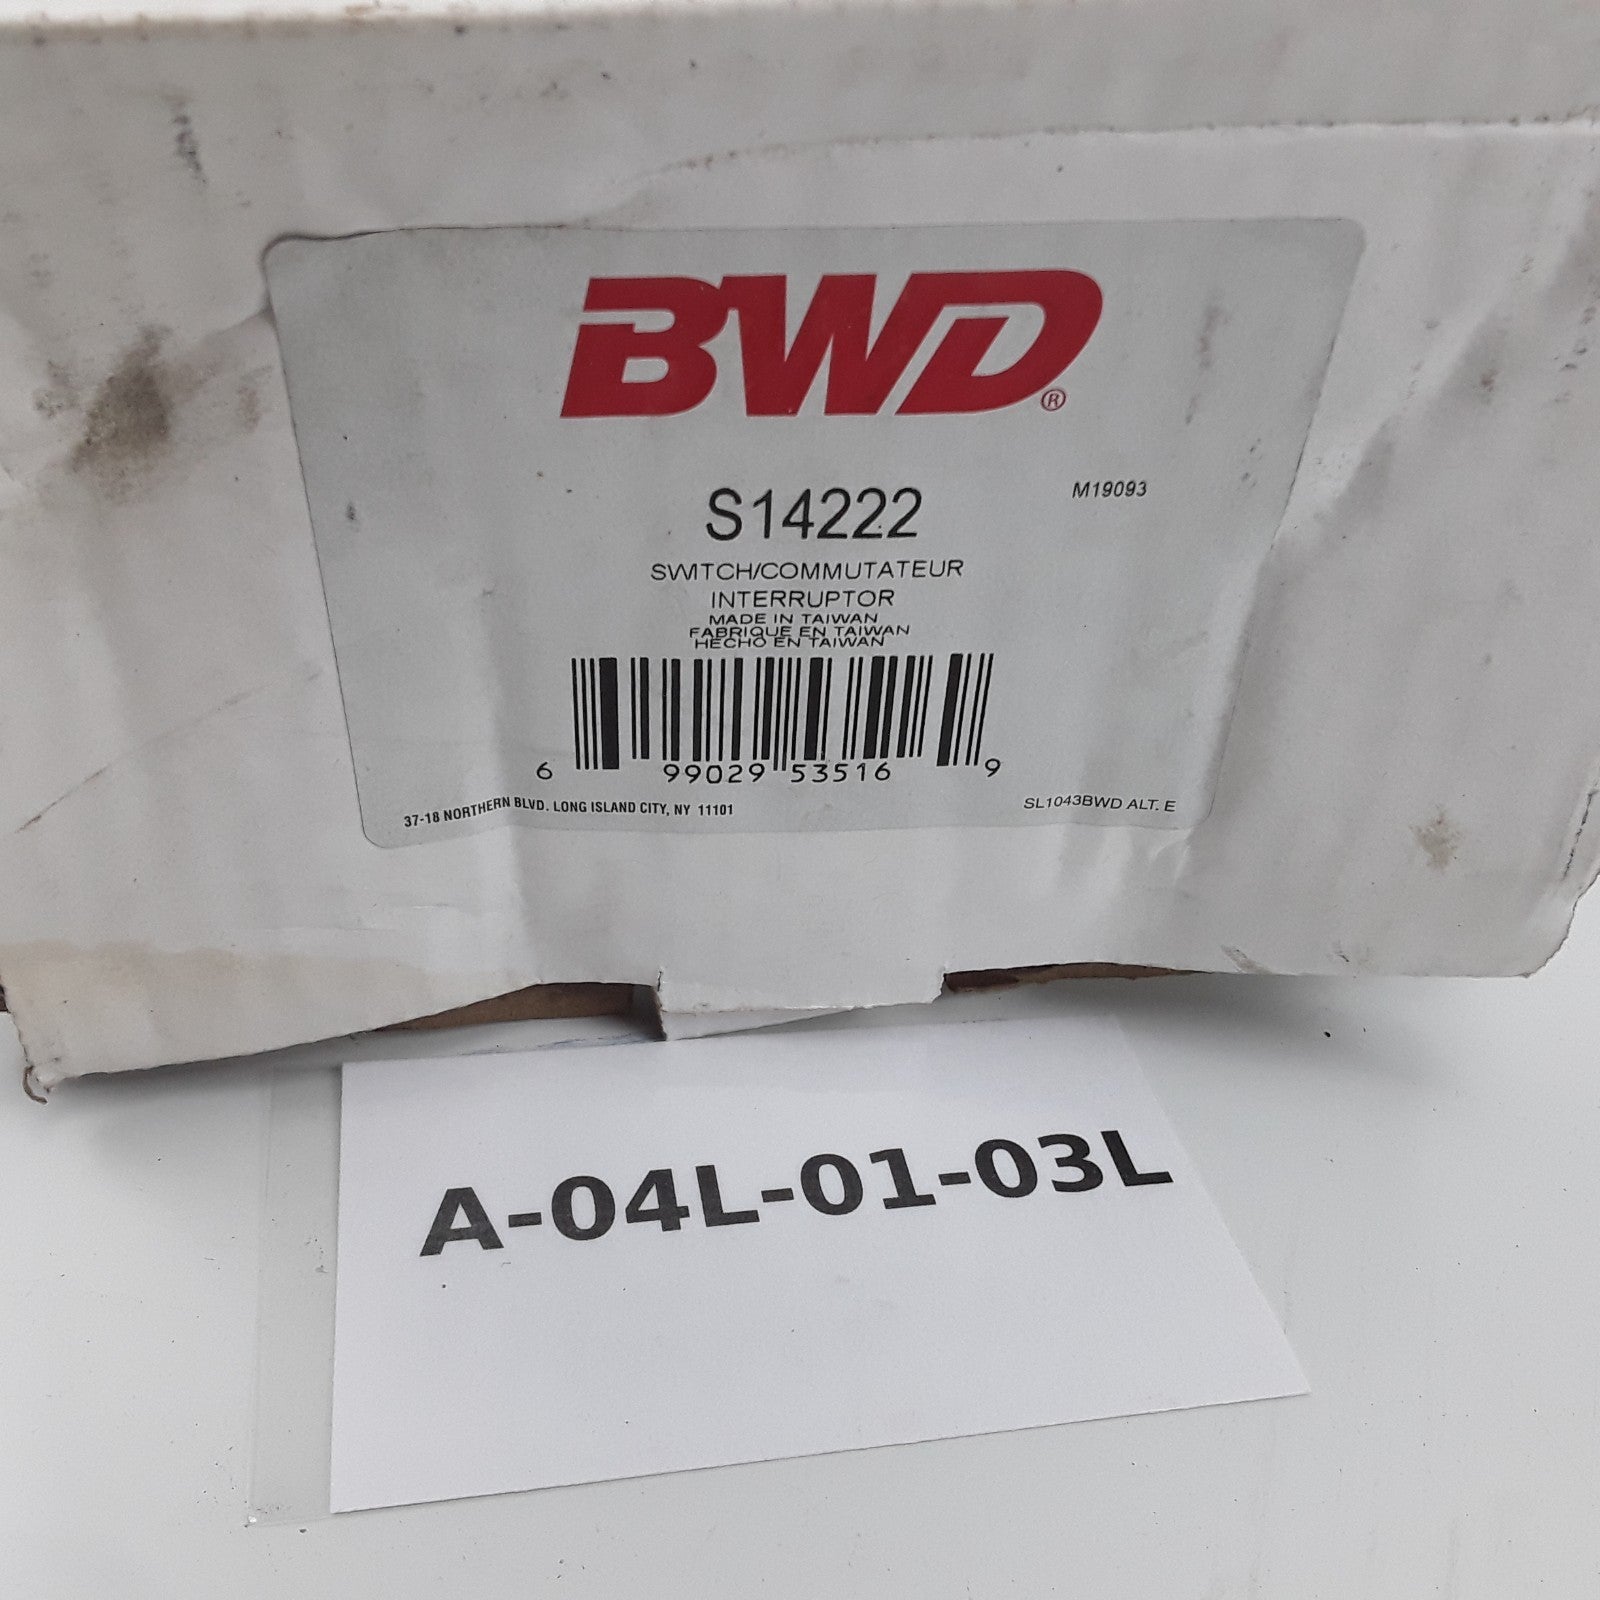 BWD®
S14222
M19093
SWITCH/COMMUTATEUR
INTERRUPTOR
MADE IN TAIWAN
FABRIQUE EN TAIWAN
HECHO EN TAIWAN
6 99029 53516 9
37-18 NORTHERN BLVD. LONG ISLAND CITY, NY 11101
SL1043BWD ALT. E
A-04L-01-03L